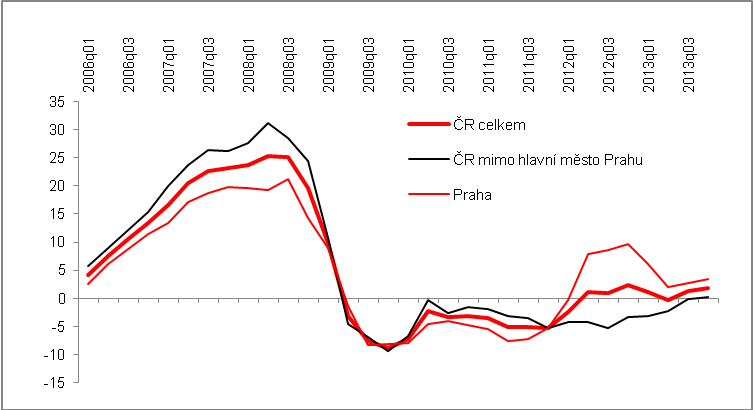 2006q01
2006q03
2007q01
2007q03
2008q01
2008q03
2009q01
2009q03
2010q01
2010q03
2011q01
2011q03
2012q01
2012q03
2013q01
2013q03
35
30
25
20
15
10
5
0
-5
-10
-15
ČR celkem
ČR mimo hlavní město Prahu
Praha